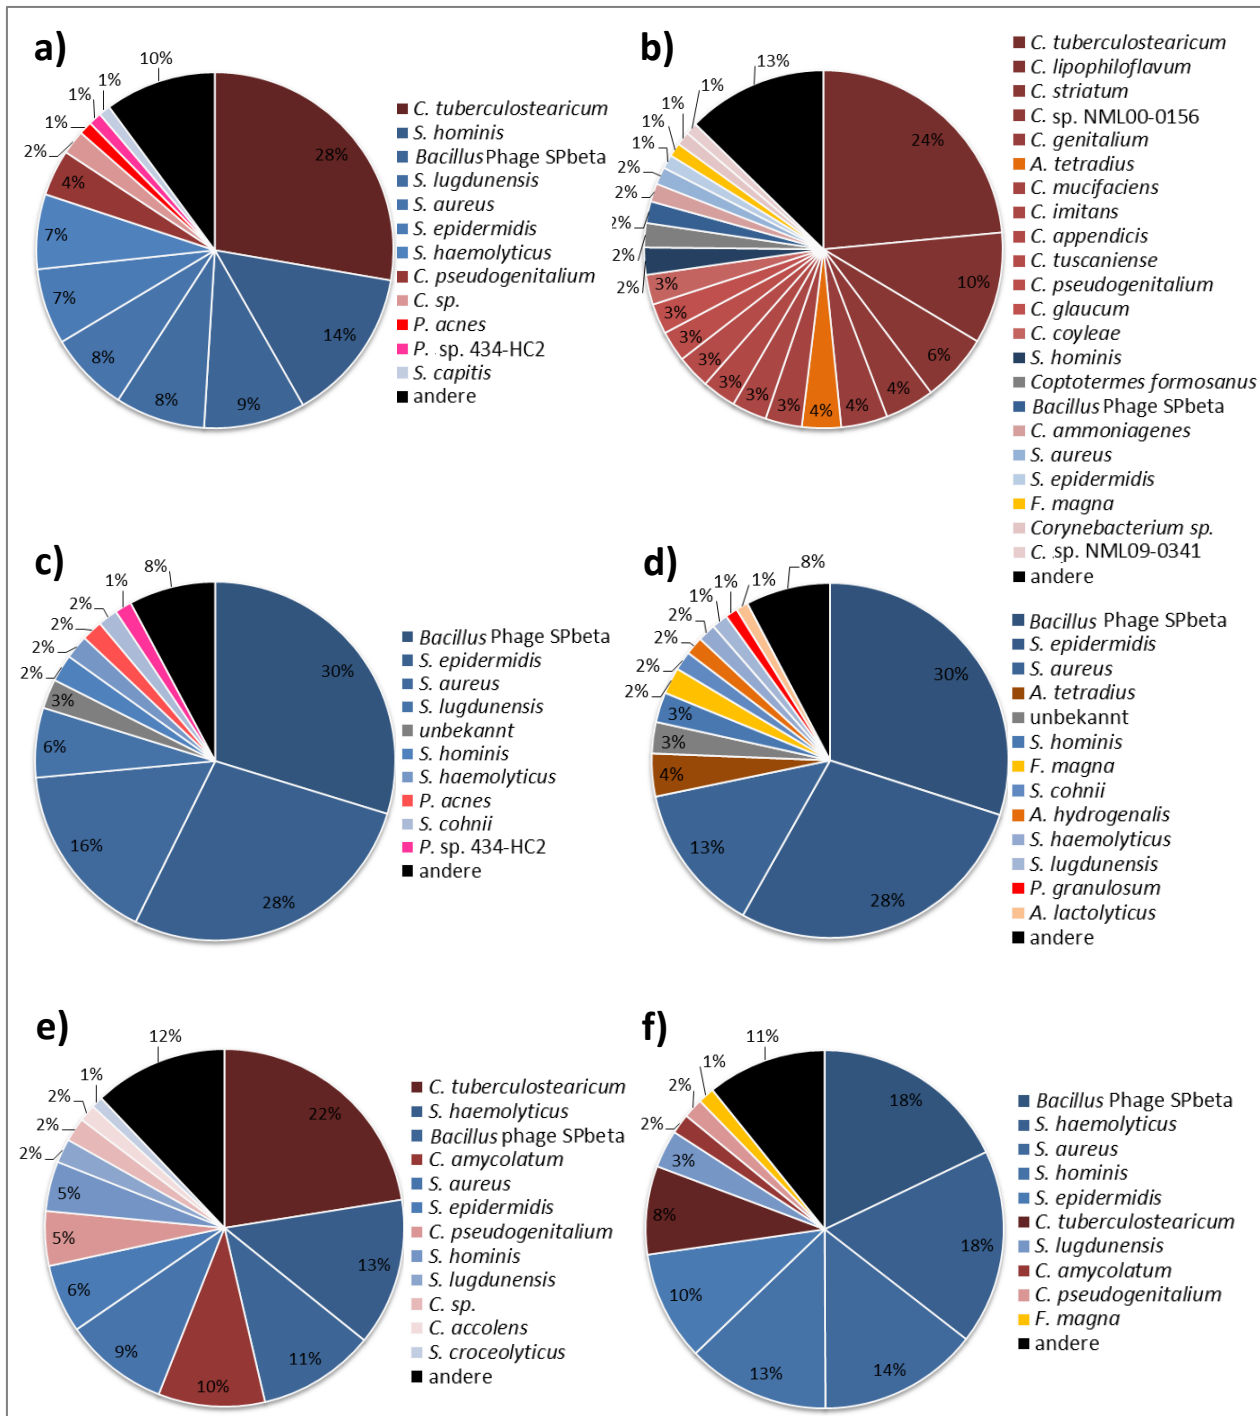 a)
10%
1%
1%
1%
2%
4%
7%
7%
8%
8%
9%
14%
28%
C. tuberculostearicum
S. hominis
Bacillus Phage SPbeta
S. lugdunensis
S. aureus
S. epidermidis
S. haemolyticus
C. pseudogenitalium
C. sp.
P. acnes
P. sp. 434-HC2
S. capitis
andere
b)
13%
1%
1%
1%
1%
2%
2%
2%
2%
2%
3%
3%
3%
3%
3%
3%
3%
4%
4%
4%
6%
10%
24%
C. tuberculostearicum
C. lipophiloflavum
C. striatum
C. sp. NML00-0156
C. genitalium
A. tetradius
C. mucifaciens
C. imitans
C. appendicis
C. tuscaniense
C. pseudogenitalium
C. glaucum
C. coyleae
S. hominis
Coptotermes formosanus
Bacillus Phage SPbeta
C. ammoniagenes
S. aureus
S. epidermidis
F. magna
Corynebacterium sp.
C. sp. NML09-0341
andere
c)
8%
1%
2%
2%
2%
2%
3%
6%
16%
28%
30%
Bacillus Phage SPbeta
S. epidermidis
S. aureus
S. lugdunensis
unbekannt
S. hominis
S. haemolyticus
P. acnes
S. cohnii
P. sp. 434-HC2
andere
d)
8%
1%
1%
1%
2%
2%
2%
2%
3%
3%
4%
13%
28%
30%
Bacillus Phage SPbeta
S. epidermidis
S. aureus
A. tetradius
unbekannt
S. hominis
F. magna
S. cohnii
A. hydrogenalis
S. haemolyticus
S. lugdunensis
P. granulosum
A. lactolyticus
andere
e)
12%
1%
2%
2%
2%
5%
5%
6%
9%
10%
11%
13%
22%
C. tuberculostearicum
S. haemolyticus
Bacillus phage SPbeta
C. amycolatum
S. aureus
S. epidermidis
C. pseudogenitalium
S. hominis
S. lugdunensis
C. sp.
C. accolens
S. croceolyticus
andere
f)
11%
1%
2%
2%
3%
8%
10%
13%
14%
18%
18%
Bacillus Phage SPbeta
S. haemolyticus
S. aureus
S. hominis
S. epidermidis
C. tuberculostearicum
S. lugdunensis
C. amycolatum
C. pseudogenitalium
F. magna
andere